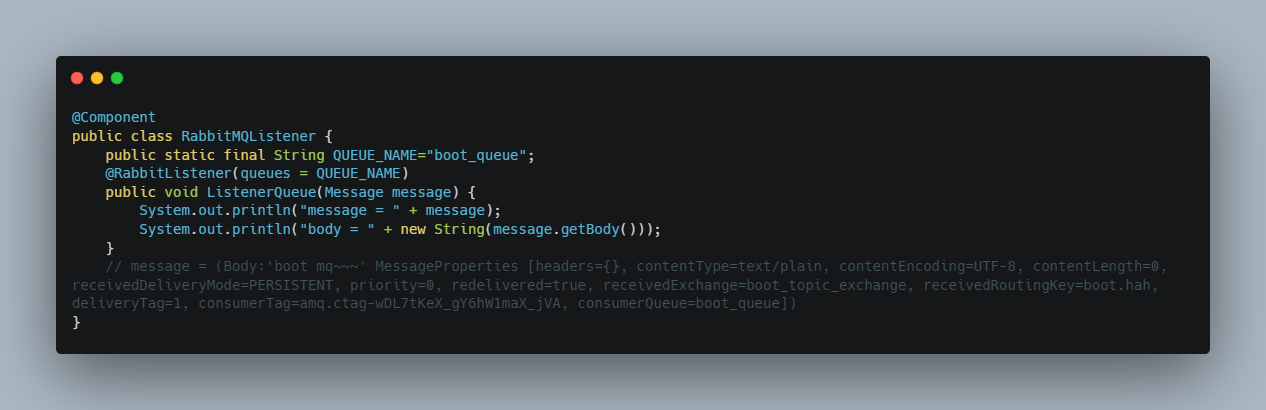 @Component
public class RabbitMQListener {
    public static final String QUEUE_NAME="boot_queue";
    @RabbitListener(queues = QUEUE_NAME)
    public void ListenerQueue(Message message) {
        System.out.println("message = " + message);
        System.out.println("body = " + new String(message.getBody()));
    }
    // message = (Body:'boot mq~~~' MessageProperties [headers={}, contentType=text/plain, contentEncoding=UTF-8, contentLength=0,
receivedDeliveryMode=PERSISTENT, priority=0, redelivered=true, receivedExchange=boot_topic_exchange, receivedRoutingKey=boot.hah,
deliveryTag=1, consumerTag=amq.ctag-wDL7tKeX_gY6hW1maX_jVA, consumerQueue=boot_queue])
}